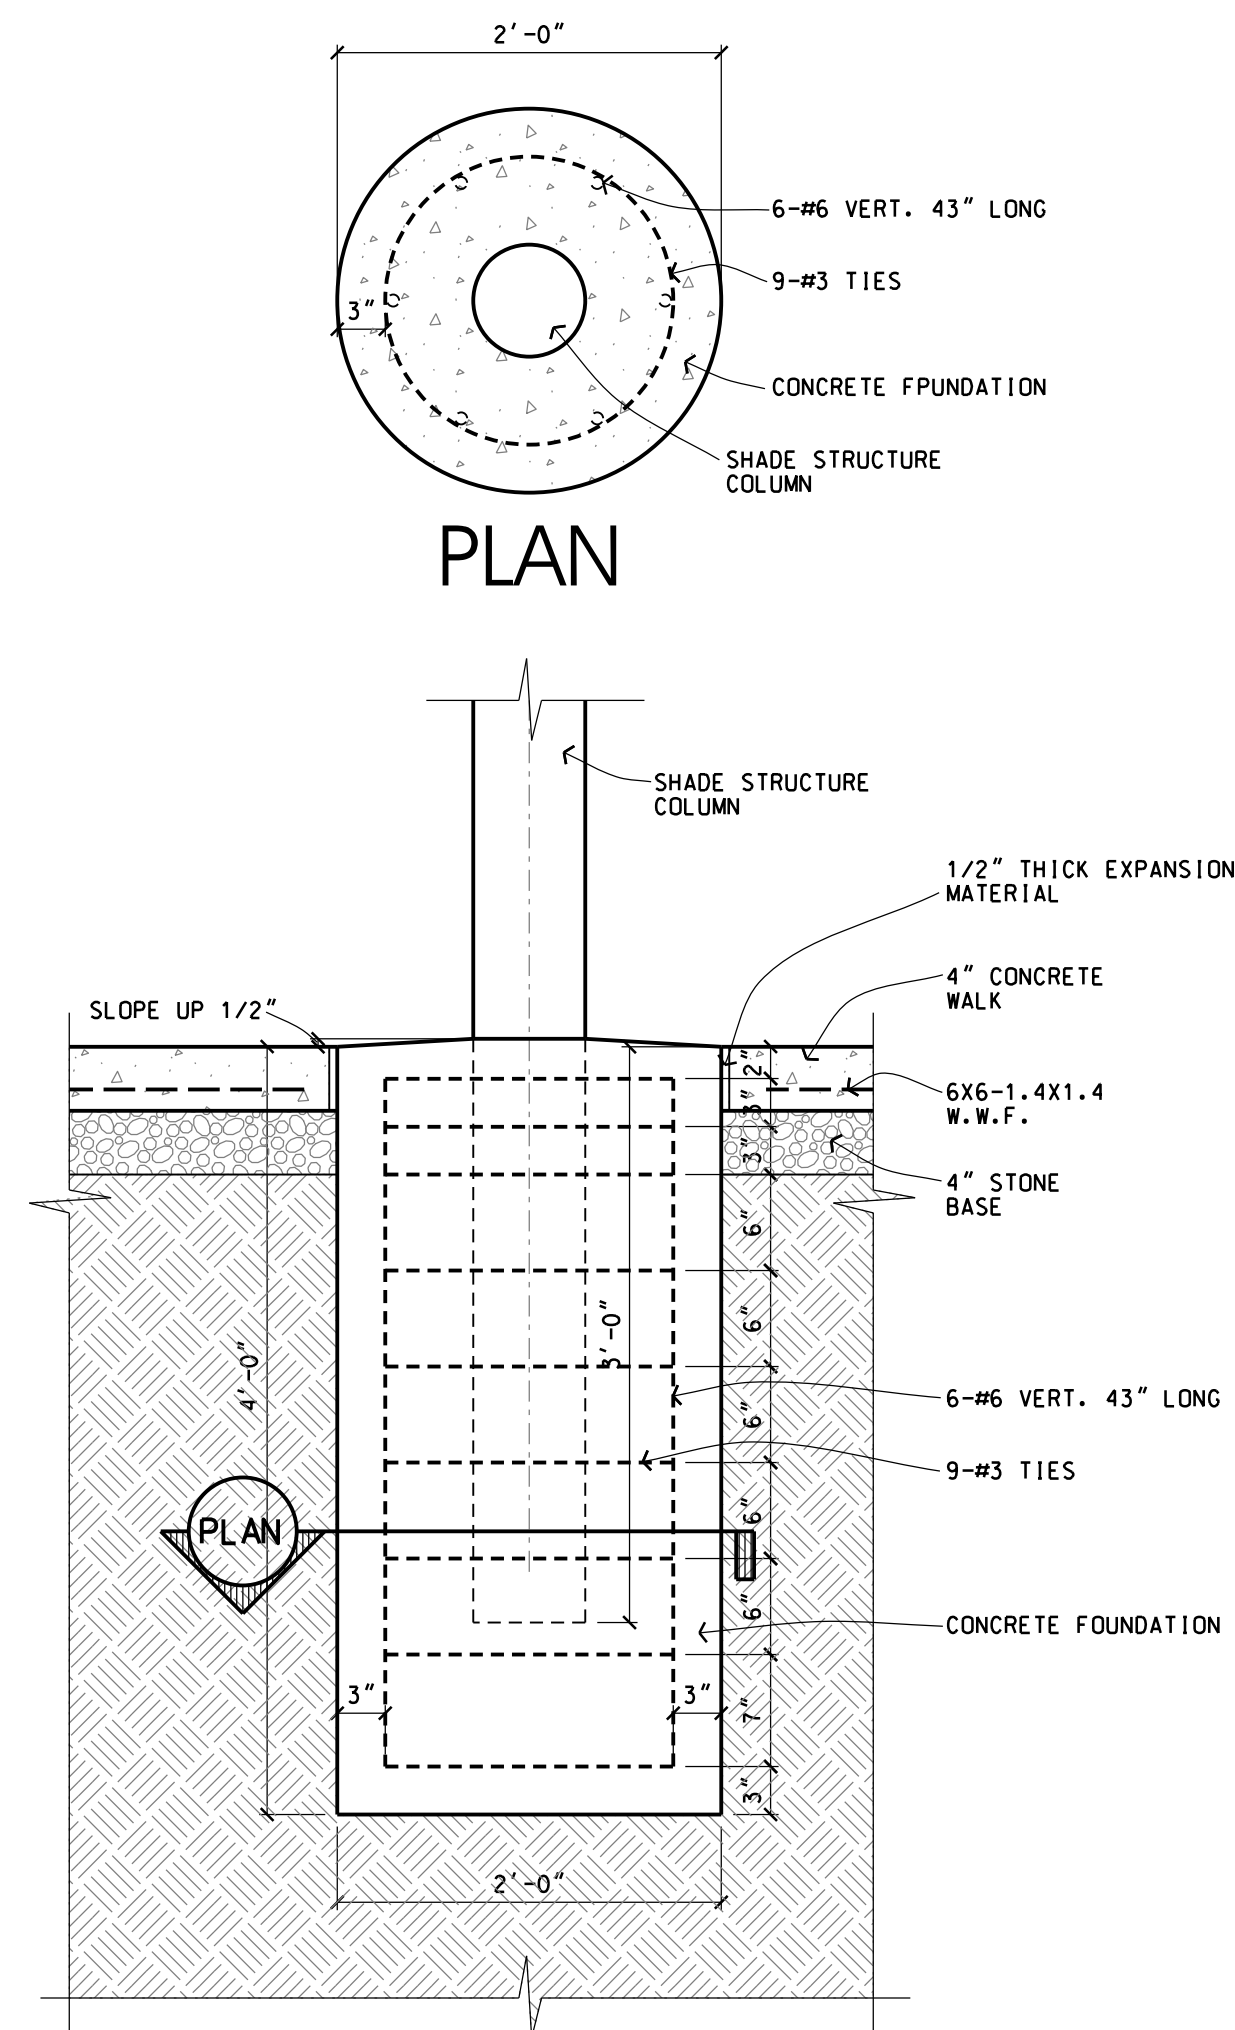 2'-0"
6-#6 VERT. 43" LONG
9-#3 TIES
3"
CONCRETE FPUNDATION
SHADE STRUCTURE
COLUMN
PLAN
SHADE STRUCTURE
COLUMN
1/2" THICK EXPANSION
MATERIAL
4" CONCRETE
WALK
SLOPE UP 1/2"
2"
6X6-1.4X1.4
W.W.F.
3"
3"
4" STONE
BASE
6"
6"
3'-0"
4'-0"
6-#6 VERT. 43" LONG
6"
9-#3 TIES
6"
PLAN
6"
CONCRETE FOUNDATION
3"
3"
7"
3"
2'-0"